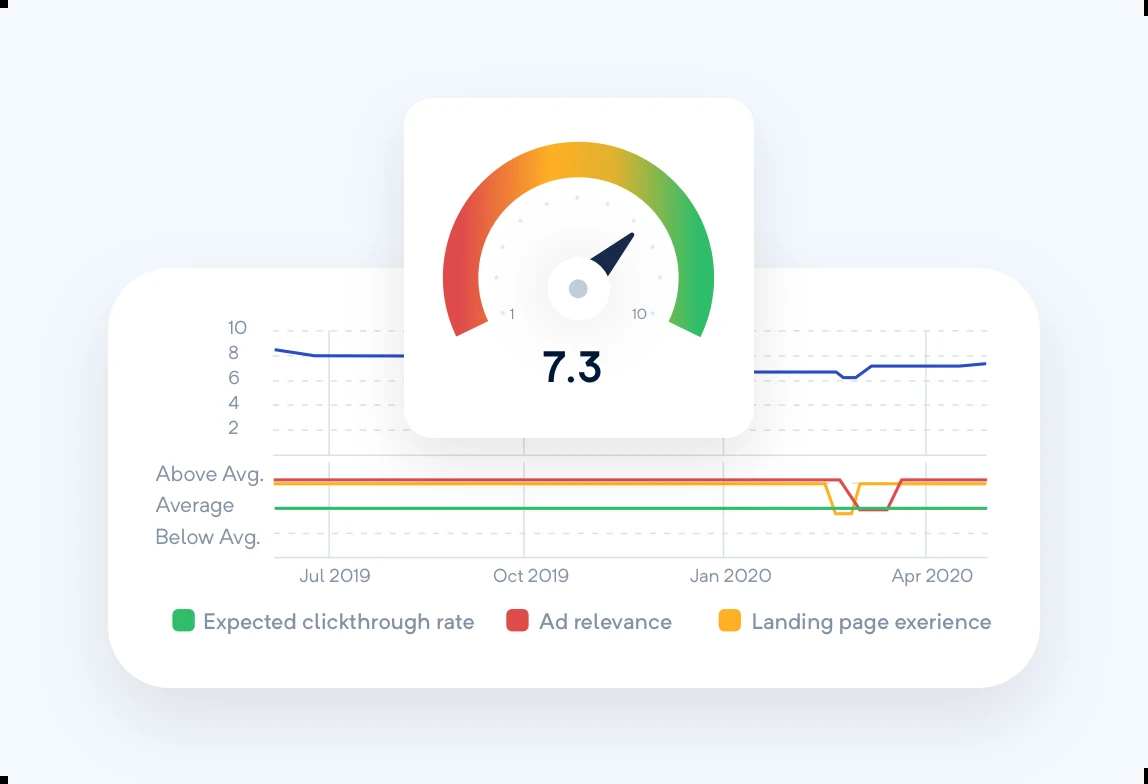 1
10
7.3
10
8
6
4
2
Above Avg.
Average
Below Avg.
Jul 2019 Oct 2019 Jan 2020 Apr 2020
Expected clickthrough rate Ad relevance Landing page exerience